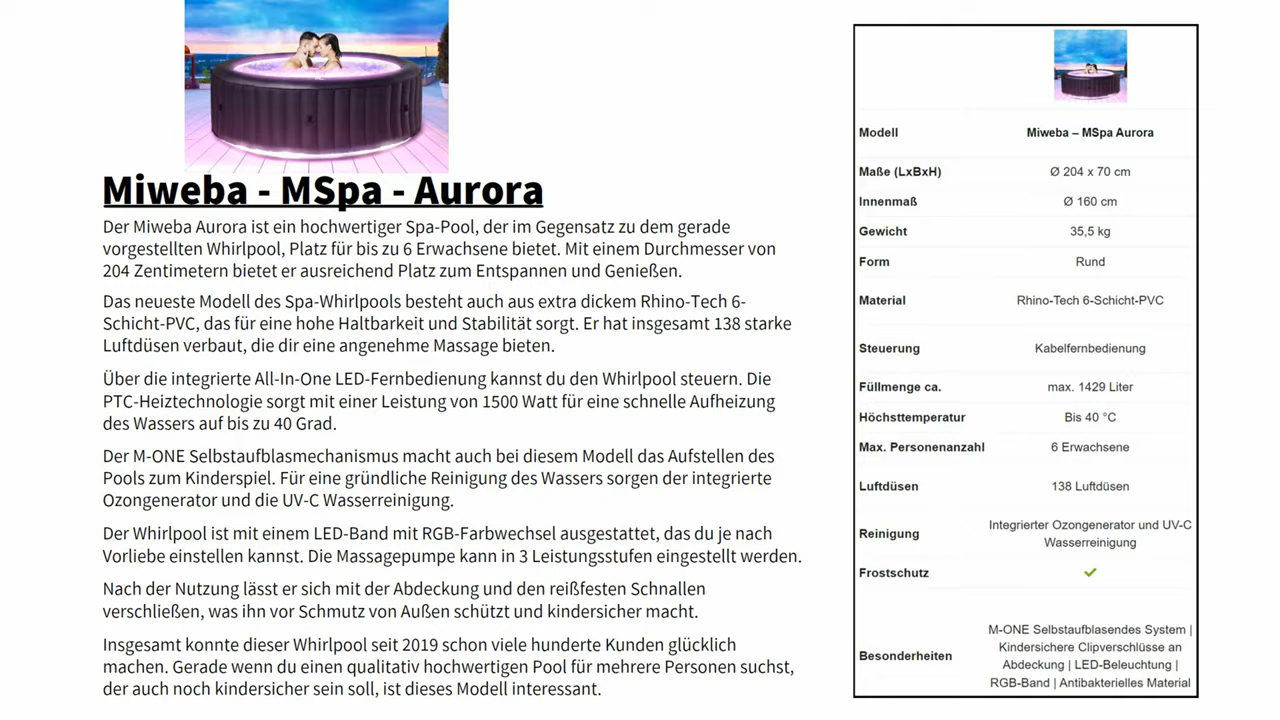 Miweba - MSpa - Aurora
Der Miweba Aurora ist ein hochwertiger Spa-Pool, der im Gegensatz zu dem gerade
vorgestellten Whirlpool, Platz für bis zu 6 Erwachsene bietet. Mit einem Durchmesser von
204 Zentimetern bietet er ausreichend Platz zum Entspannen und Genießen.
Das neueste Modell des Spa-Whirlpools besteht auch aus extra dickem Rhino-Tech 6-
Schicht-PVC, das für eine hohe Haltbarkeit und Stabilität sorgt. Er hat insgesamt 138 starke
Luftdüsen verbaut, die dir eine angenehme Massage bieten.
Über die integrierte All-In-One LED-Fernbedienung kannst du den Whirlpool steuern. Die
PTC-Heiztechnologie sorgt mit einer Leistung von 1500 Watt für eine schnelle Aufheizung
des Wassers auf bis zu 40 Grad.
Der M-ONE Selbstaufblasmechanismus macht auch bei diesem Modell das Aufstellen des
Pools zum Kinderspiel. Für eine gründliche Reinigung des Wassers sorgen der integrierte
Ozongenerator und die UV-C Wasserreinigung.
Der Whirlpool ist mit einem LED-Band mit RGB-Farbwechsel ausgestattet, das du je nach
Vorliebe einstellen kannst. Die Massagepumpe kann in 3 Leistungsstufen eingestellt werden.
Nach der Nutzung lässt er sich mit der Abdeckung und den reißfesten Schnallen
verschließen, was ihn vor Schmutz von Außen schützt und kindersicher macht.
Insgesamt konnte dieser Whirlpool seit 2019 schon viele hunderte Kunden glücklich
machen. Gerade wenn du einen qualitativ hochwertigen Pool für mehrere Personen suchst,
der auch noch kindersicher sein soll, ist dieses Modell interessant.
Modell Miweba – MSpa Aurora
Maße (LxBxH) Ø 204 x 70 cm
Innenmaß Ø 160 cm
Gewicht 35,5 kg
Form Rund
Material Rhino-Tech 6-Schicht-PVC
Steuerung Kabelfernbedienung
Füllmenge ca. max. 1429 Liter
Höchsttemperatur Bis 40 °C
Max. Personenanzahl 6 Erwachsene
Luftdüsen 138 Luftdüsen
Reinigung Integrierter Ozongenerator und UV-C
Wasserreinigung
Frostschutz ✓
Besonderheiten M-ONE Selbstaufblasendes System |
Kindersichere Clipverschlüsse an
Abdeckung | LED-Beleuchtung |
RGB-Band | Antibakterielles Material